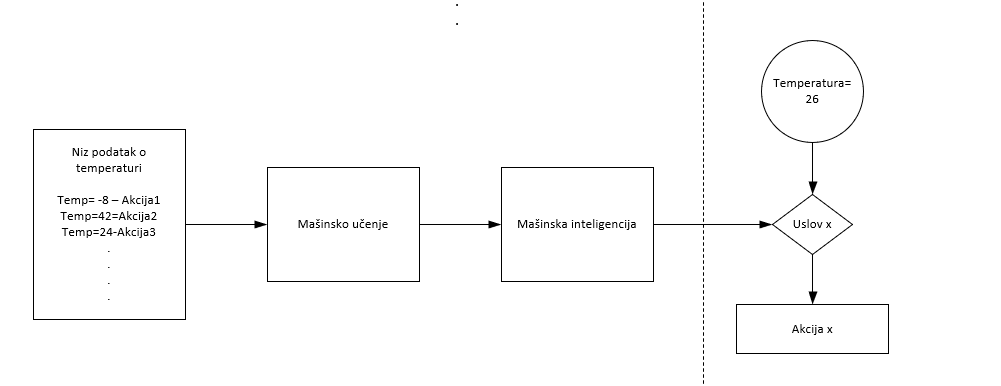 Niz podatak o
temperaturi
Temp= -8 – Akcija1
Temp=42=Akcija2
Temp=24-Akcija3
.
.
.
.
Mašinsko učenje
Mašinska inteligencija
.
.
Temperatura=
26
Uslov x
Akcija x